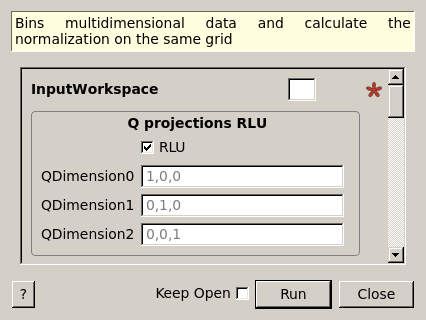 Bins multidimensional data and calculate the
normalization on the same grid
InputWorkspace *
Q projections RLU
RLU
QDimension0 1,0,0
QDimension1 0,1,0
QDimension2 0,0,1
? Keep Open Run Close